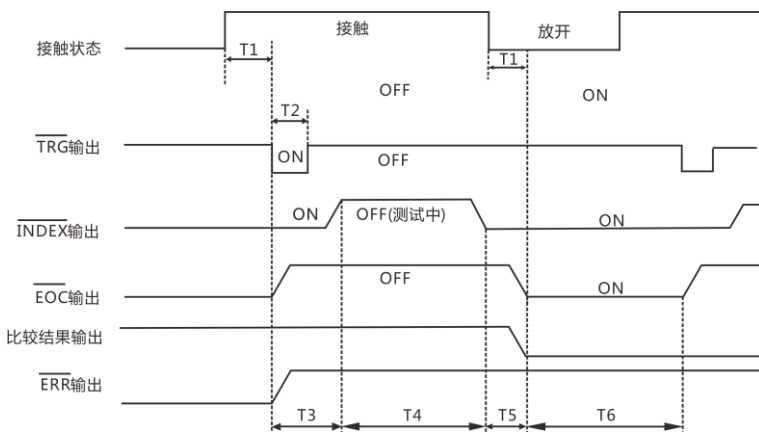 接触状态
接触
放开
T1
T1
OFF
ON
T2
TRG输出
ON
OFF
INDEX输出
ON
OFF(测试中)
ON
EOC输出
OFF
ON
比较结果输出
ERR输出
T3
T4
T5
T6